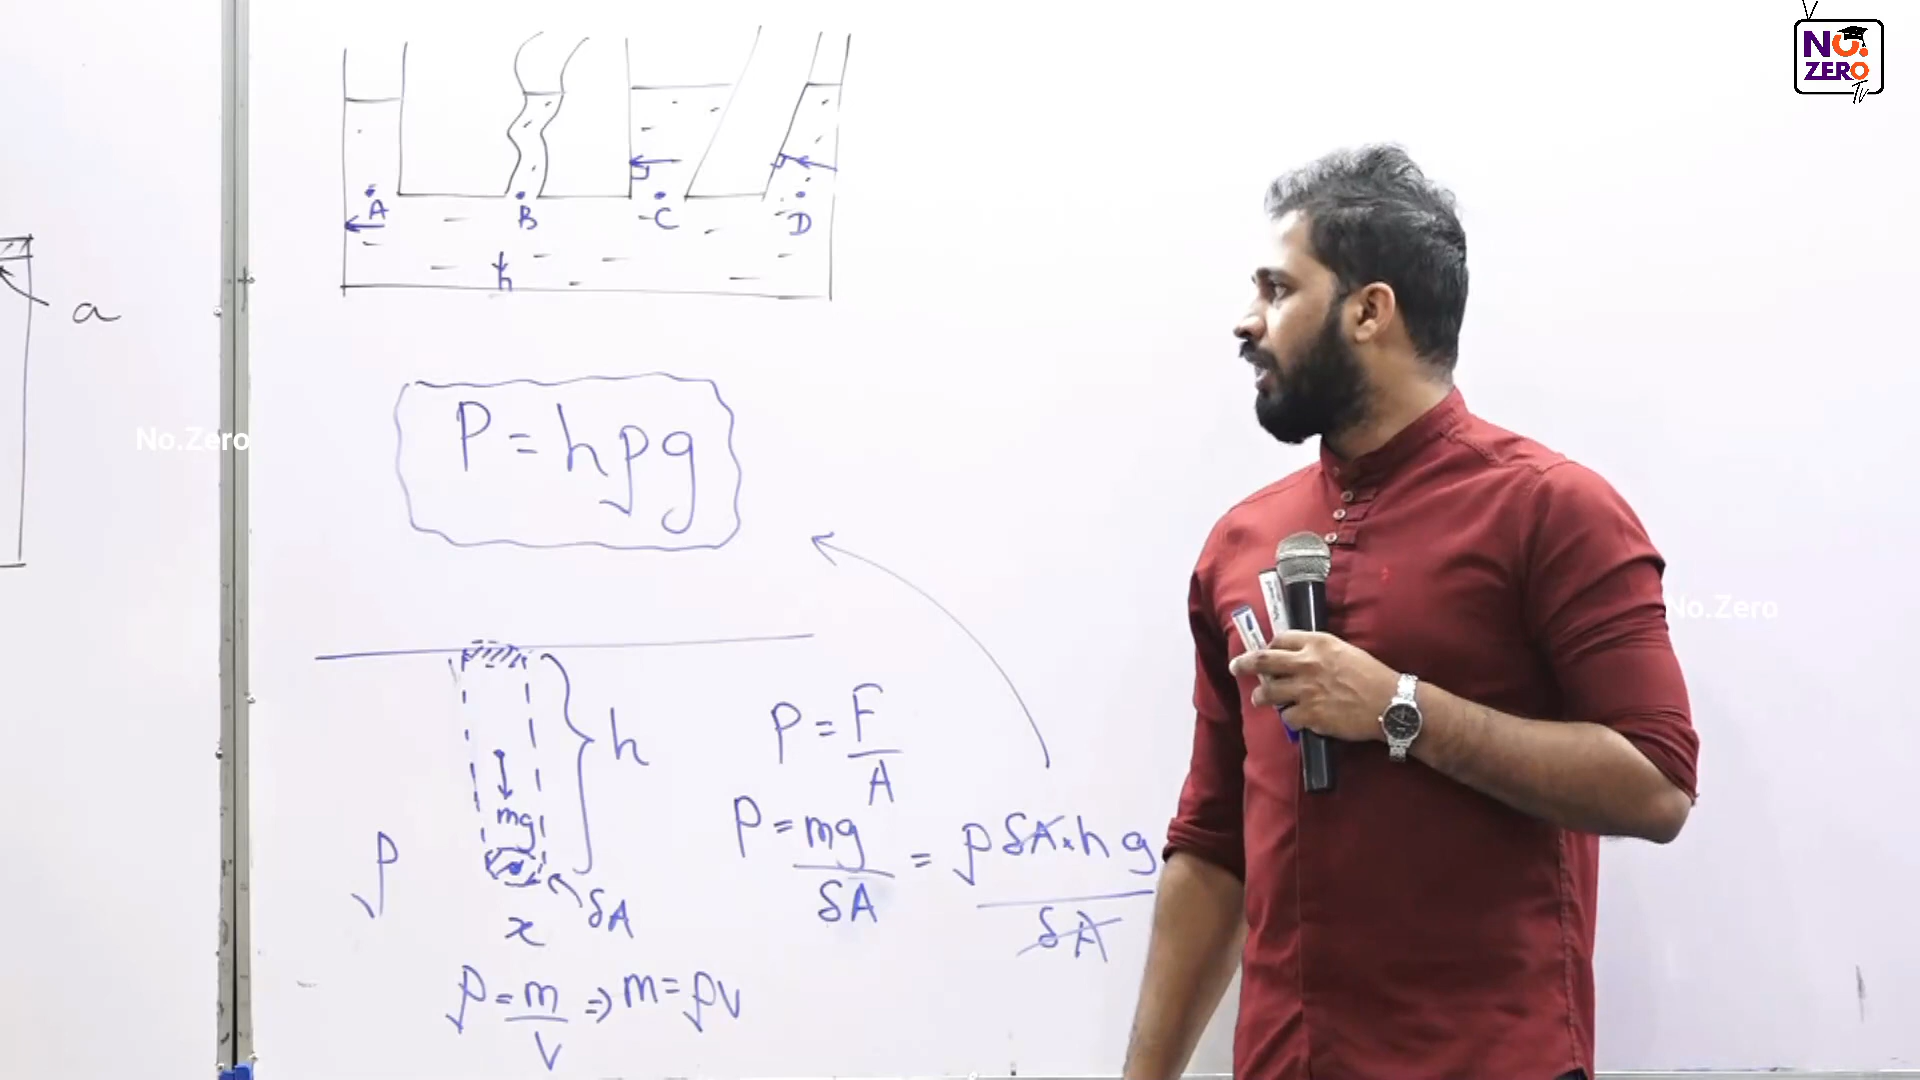 NO.
ZERO
TV
A
B
C
D
h
a
P = hρg
No.Zero
No.Zero
h
mg
ρ
δA
x
P = F/A
P = mg/δA = ρ δA × h g/δA
ρ = m/V ⇒ m = ρV